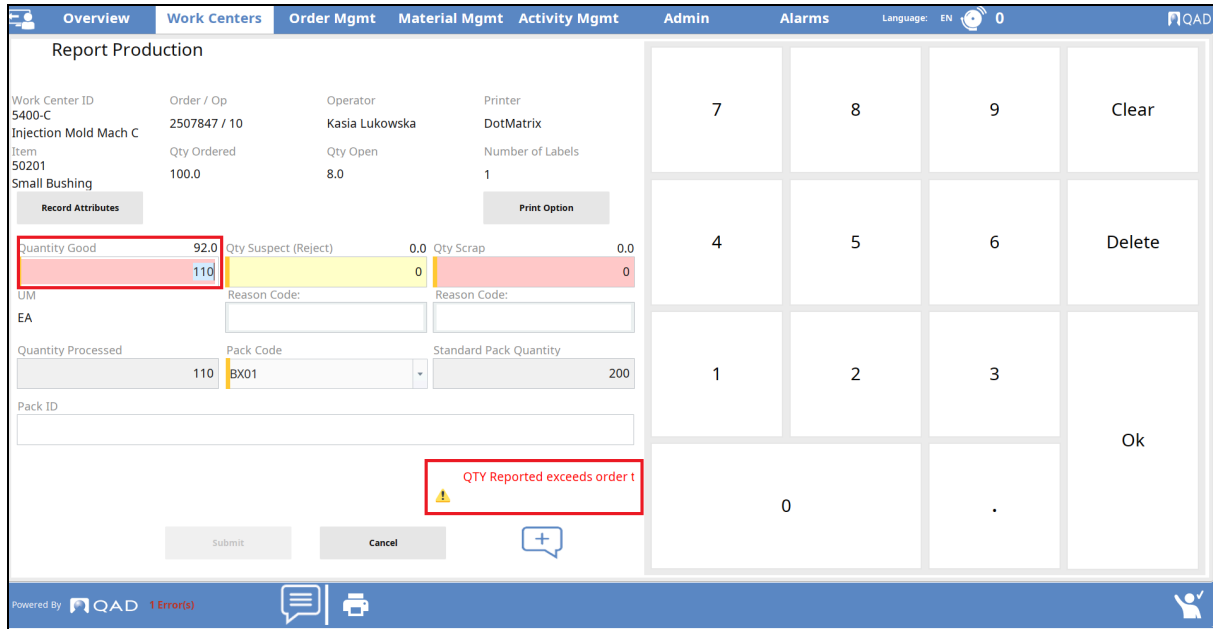 Overview Work Centers Order Mgmt Material Mgmt Activity Mgmt Admin Alarms Language: EN 0 QAD
Report Production
Work Center ID Order / Op Operator Printer
5400-C 2507847 / 10 Kasia Lukowska DotMatrix
Injection Mold Mach C
Item Qty Ordered Qty Open Number of Labels
50201 100.0 8.0 1
Small Bushing
Record Attributes Print Option
Quantity Good 92.0 Qty Suspect (Reject) 0.0 Qty Scrap 0.0
110 0 0
UM Reason Code: Reason Code:
EA
Quantity Processed Pack Code Standard Pack Quantity
110 BX01 200
Pack ID
QTY Reported exceeds order t
Submit Cancel
7 8 9 Clear
4 5 6 Delete
1 2 3
Ok
0 .
Powered By QAD 1 Error(s)